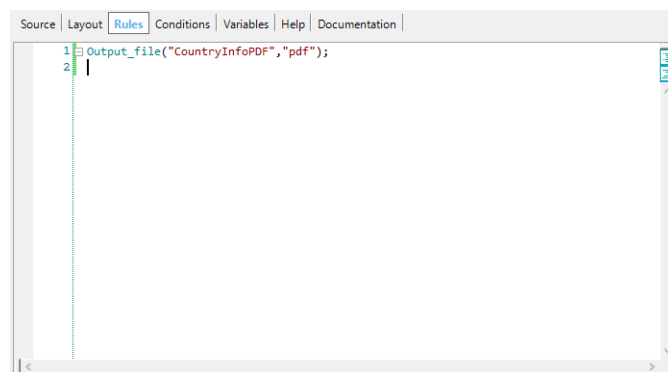 Source Layout Rules Conditions Variables Help Documentation
1 Output_file("CountryInfoPDF","pdf");
2